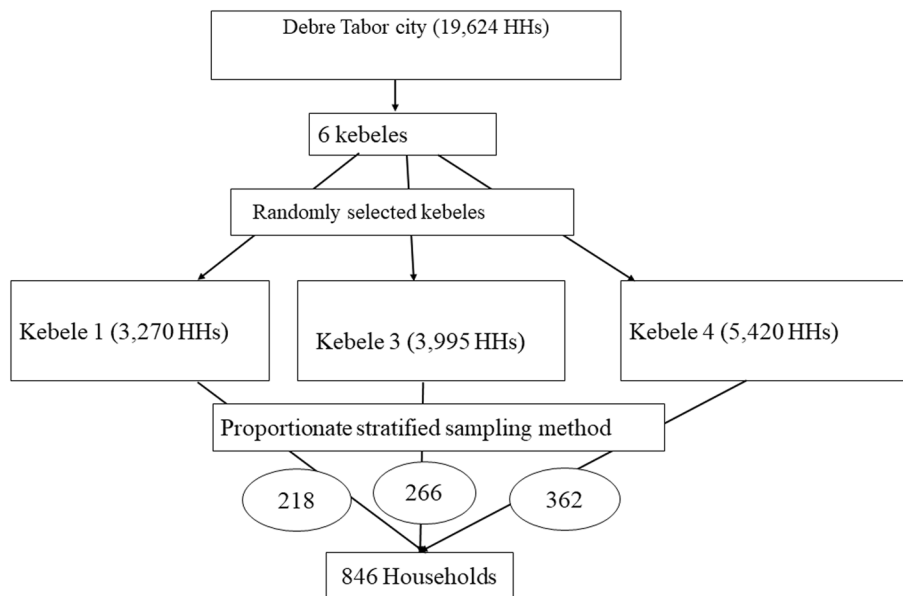 Debre Tabor city (19,624 HHs)
6 kebeles
Randomly selected kebeles
Kebele 1 (3,270 HHs)
Kebele 3 (3,995 HHs)
Kebele 4 (5,420 HHs)
Proportionate stratified sampling method
218
266
362
846 Households